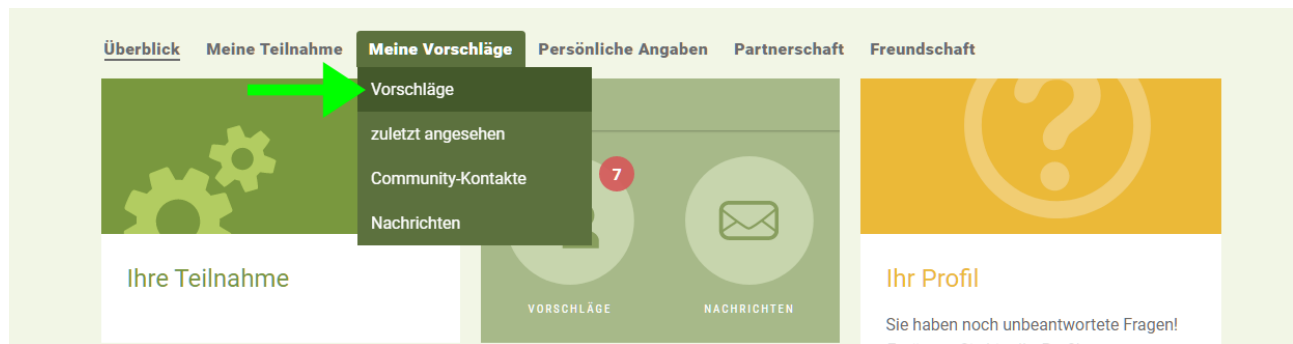 Überblick Meine Teilnahme Meine Vorschläge Persönliche Angaben Partnerschaft Freundschaft
Vorschläge
zuletzt angesehen
Community-Kontakte
Nachrichten
7
Ihre Teilnahme
VORSCHLÄGE NACHRICHTEN
Ihr Profil
Sie haben noch unbeantwortete Fragen!